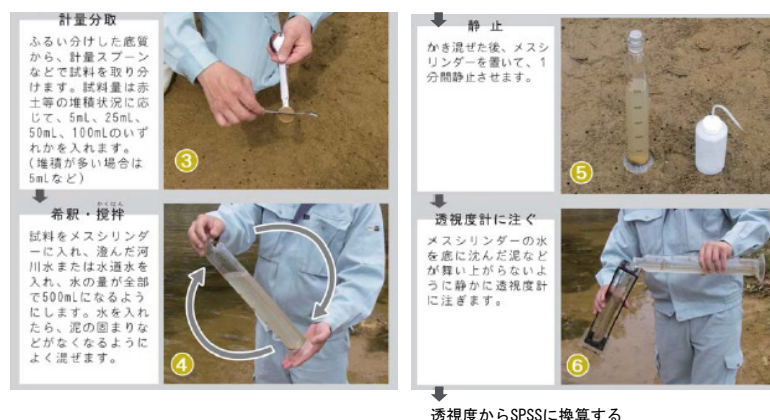 計量分取
ふるい分けした底質
から、計量スプーン
などで試料を取り分
けます。試料量は赤
土等の堆積状況に応
じて、5mL、25mL、
50mL、100mLのいず
れかを入れます。
(堆積が多い場合は
5mLなど)
③
かくはん
希釈・撹拌
試料をメスシリンダ
ーに入れ、澄んだ河
川水または水道水を
入れ、水の量が全部
で500mLになるよう
にします。水を入れ
たら、泥の固まりな
どがなくなるように
よく混ぜます。
④
静止
かき混ぜた後、メスシ
リンダーを置いて、1
分間静止させます。
⑤
透視度計に注ぐ
メスシリンダーの水
を底に沈んだ泥など
が舞い上がらないよ
うに静かに透視度計
に注ぎます。
⑥
透視度からSPSSに換算する